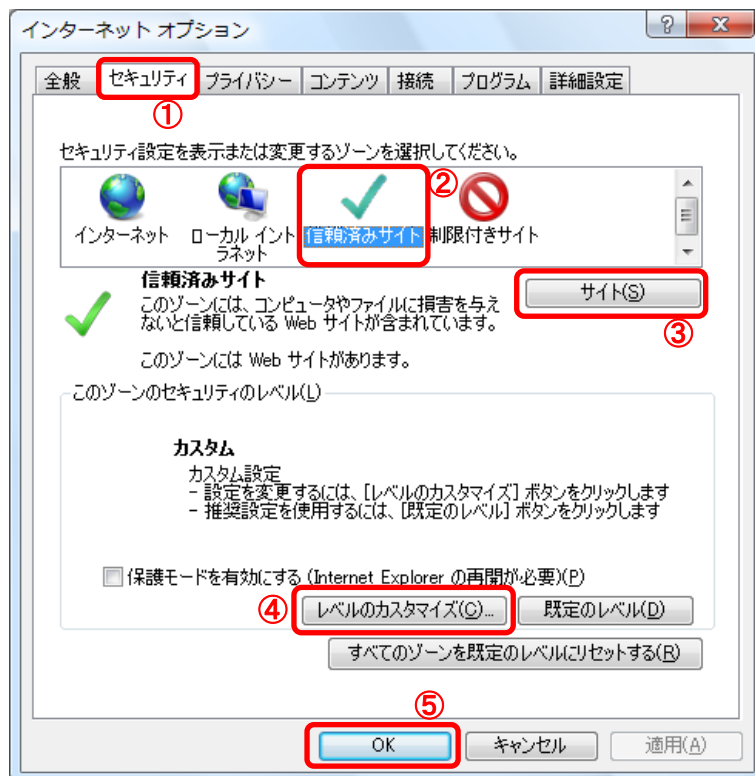 インターネット オプション
? X
全般 セキュリティ プライバシー コンテンツ 接続 プログラム 詳細設定
①
セキュリティ設定を表示または変更するゾーンを選択してください。
②
インターネット ローカル イント 信頼済みサイト 制限付きサイト
ラネット
信頼済みサイト
サイト(S)
このゾーンには、コンピュータやファイルに損害を与え
ないと信頼している Web サイトが含まれています。
③
このゾーンには Web サイトがあります。
このゾーンのセキュリティのレベル(L)
カスタム
カスタム設定
- 設定を変更するには、[レベルのカスタマイズ] ボタンをクリックします
- 推奨設定を使用するには、[既定のレベル] ボタンをクリックします
保護モードを有効にする (Internet Explorer の再開が必要)(P)
④ レベルのカスタマイズ(C)... 既定のレベル(D)
すべてのゾーンを既定のレベルにリセットする(R)
⑤
OK キャンセル 適用(A)